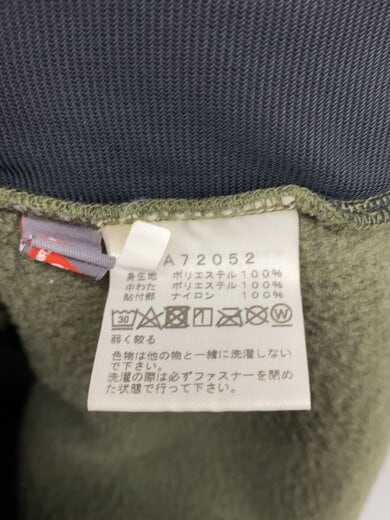 A72052
身生地 ポリエステル100%
中わた ポリエステル100%
貼付部 ナイロン 100%
30 W
弱く絞る
色物は他の物と一緒に洗濯しない
で下さい。
洗濯の際は必ずファスナーを閉め
た状態で行って下さい。